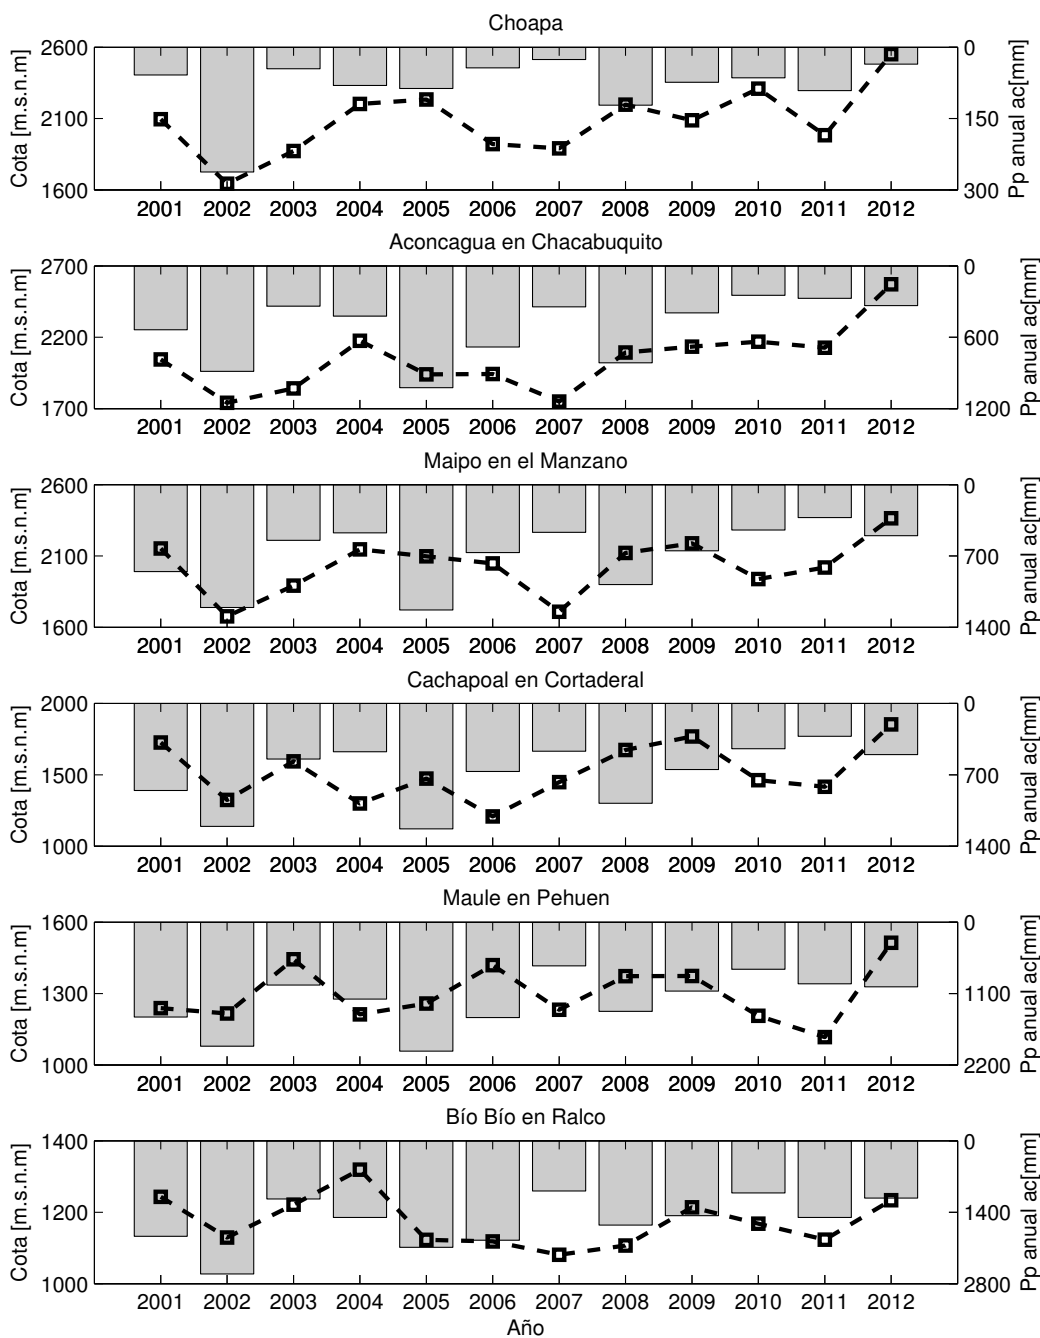 Choapa
Cota [m.s.n.m]
2600
2100
1600
0
150
300
Pp anual ac[mm]
2001 2002 2003 2004 2005 2006 2007 2008 2009 2010 2011 2012
Aconcagua en Chacabuquito
Cota [m.s.n.m]
2700
2200
1700
0
600
1200
Pp anual ac[mm]
2001 2002 2003 2004 2005 2006 2007 2008 2009 2010 2011 2012
Maipo en el Manzano
Cota [m.s.n.m]
2600
2100
1600
0
700
1400
Pp anual ac[mm]
2001 2002 2003 2004 2005 2006 2007 2008 2009 2010 2011 2012
Cachapoal en Cortaderal
Cota [m.s.n.m]
2000
1500
1000
0
700
1400
Pp anual ac[mm]
2001 2002 2003 2004 2005 2006 2007 2008 2009 2010 2011 2012
Maule en Pehuen
Cota [m.s.n.m]
1600
1300
1000
0
1100
2200
Pp anual ac[mm]
2001 2002 2003 2004 2005 2006 2007 2008 2009 2010 2011 2012
Bío Bío en Ralco
Cota [m.s.n.m]
1400
1200
1000
0
1400
2800
Pp anual ac[mm]
2001 2002 2003 2004 2005 2006 2007 2008 2009 2010 2011 2012
Año